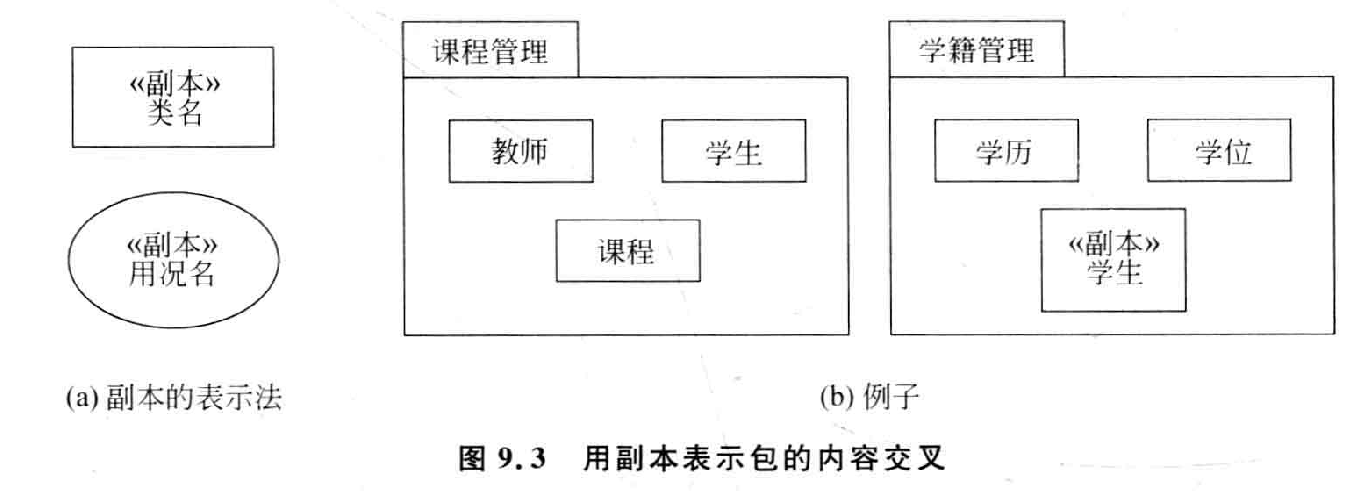 «副本»
类名
«副本»
用况名
(a) 副本的表示法
课程管理
教师
学生
课程
学籍管理
学历
学位
«副本»
学生
(b) 例子
图 9.3 用副本表示包的内容交叉